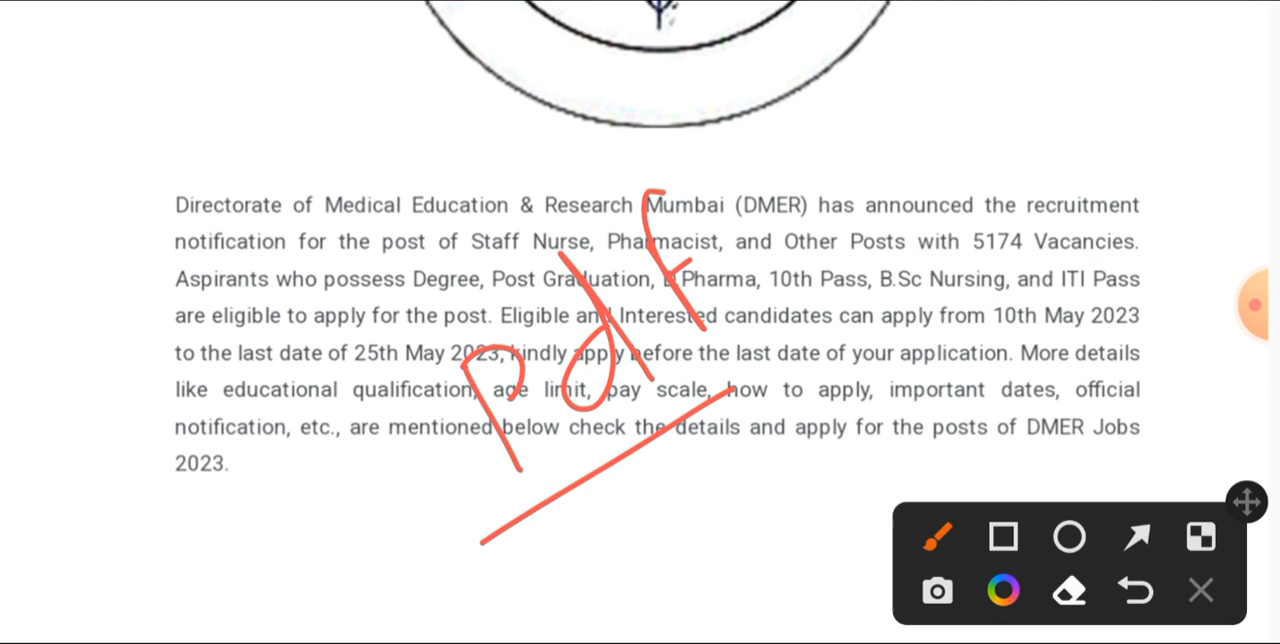 Directorate of Medical Education & Research Mumbai (DMER) has announced the recruitment
notification for the post of Staff Nurse, Pharmacist, and Other Posts with 5174 Vacancies.
Aspirants who possess Degree, Post Graduation, D Pharma, 10th Pass, B.Sc Nursing, and ITI Pass
are eligible to apply for the post. Eligible and Interested candidates can apply from 10th May 2023
to the last date of 25th May 2023, kindly apply before the last date of your application. More details
like educational qualification, age limit, pay scale, how to apply, important dates, official
notification, etc., are mentioned below check the details and apply for the posts of DMER Jobs
2023.
Pdf